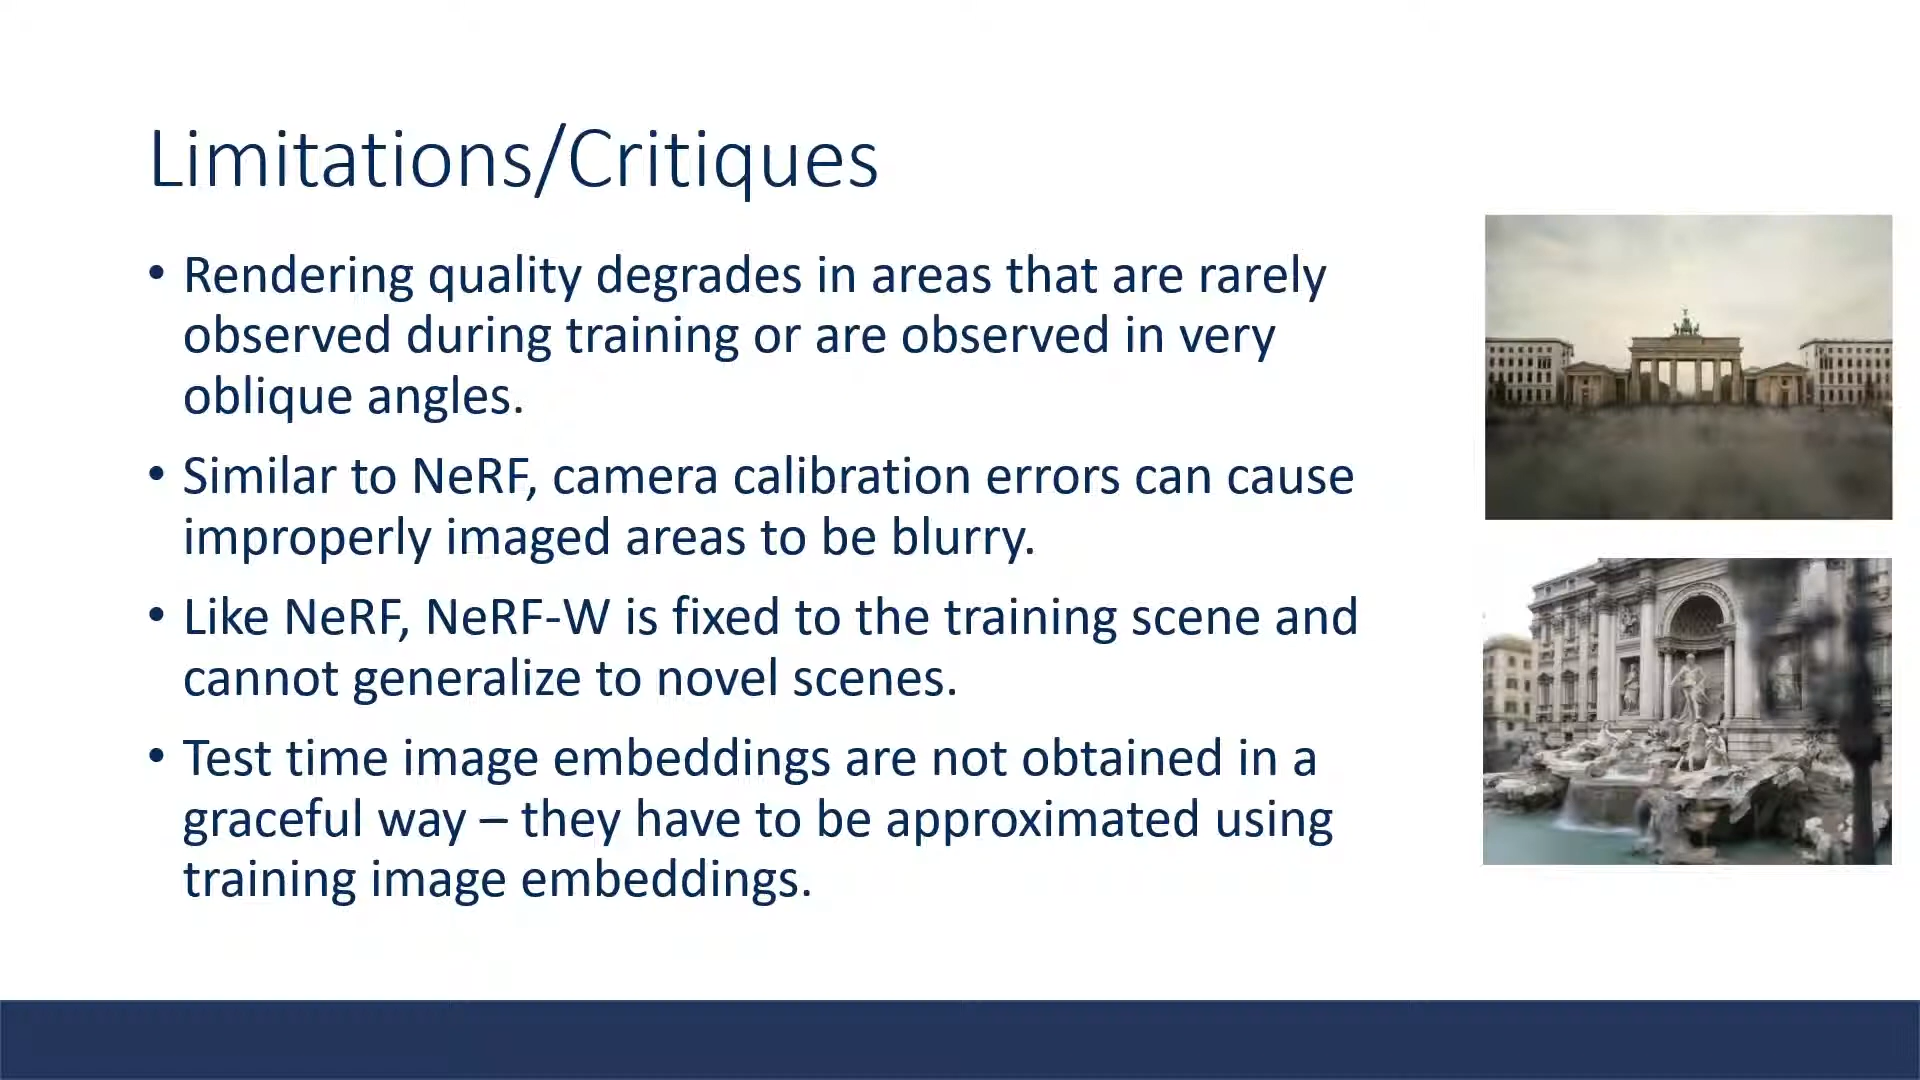 Limitations/Critiques
• Rendering quality degrades in areas that are rarely
observed during training or are observed in very
oblique angles.
• Similar to NeRF, camera calibration errors can cause
improperly imaged areas to be blurry.
• Like NeRF, NeRF-W is fixed to the training scene and
cannot generalize to novel scenes.
• Test time image embeddings are not obtained in a
graceful way – they have to be approximated using
training image embeddings.